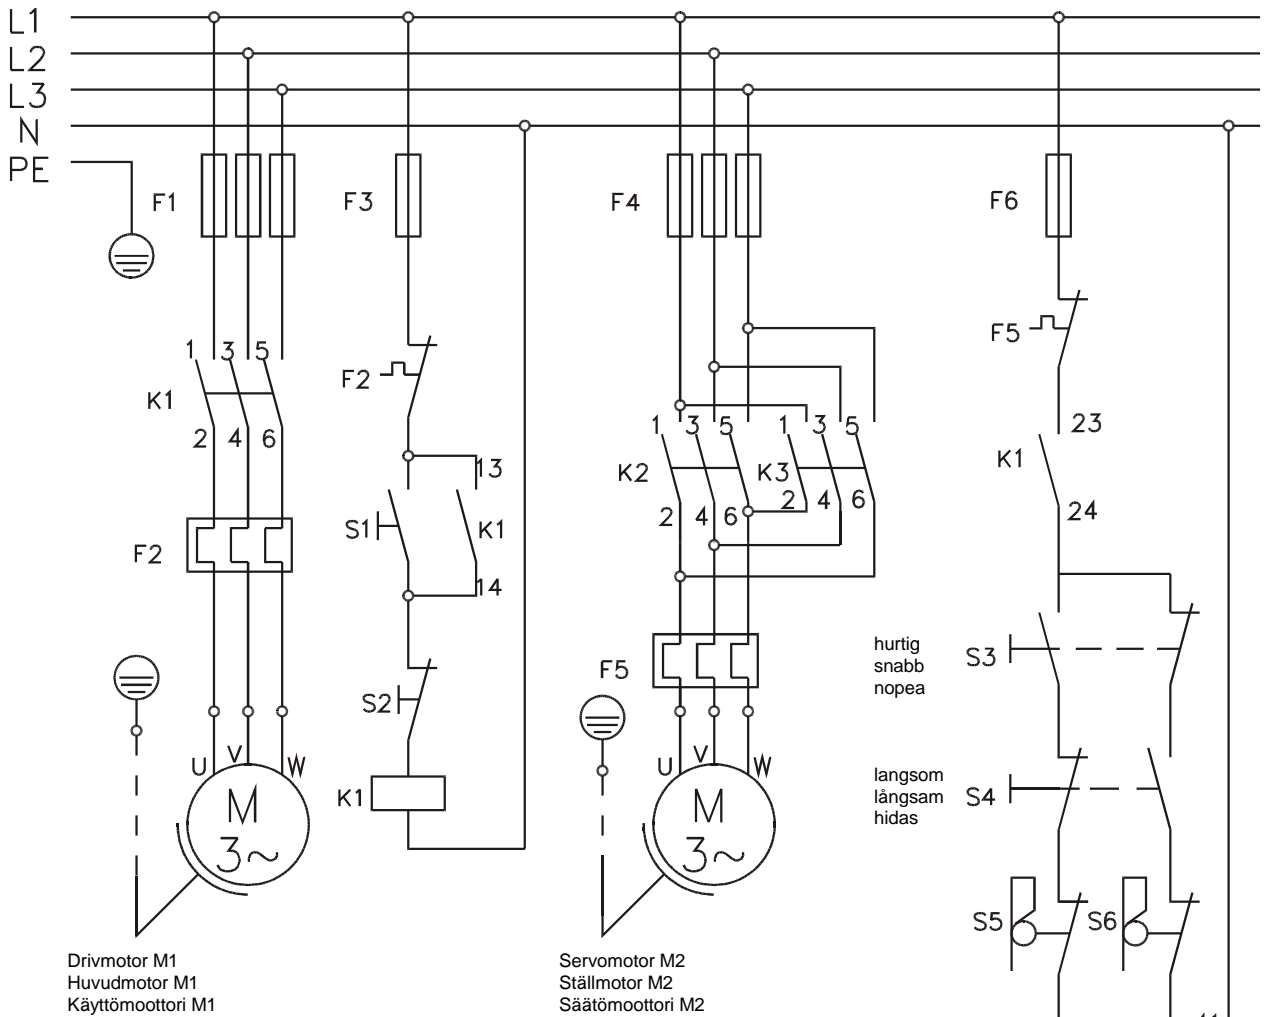 L1
L2
L3
N
PE
F1
F3
F4
F6
F5
1 3 5
K1
2 4 6
F2
1 3 5
K2
2 4 6
1 3 5
K3
2 4 6
23
K1
24
13
S1
K1
14
F2
F5
hurtig
snabb
nopea
S3
S2
U V W
M
3~
K1
U V W
M
3~
langsom
långsam
hidas
S4
S5
S6
Drivmotor M1
Huvudmotor M1
Käyttömoottori M1
Servomotor M2
Ställmotor M2
Säätömoottori M2